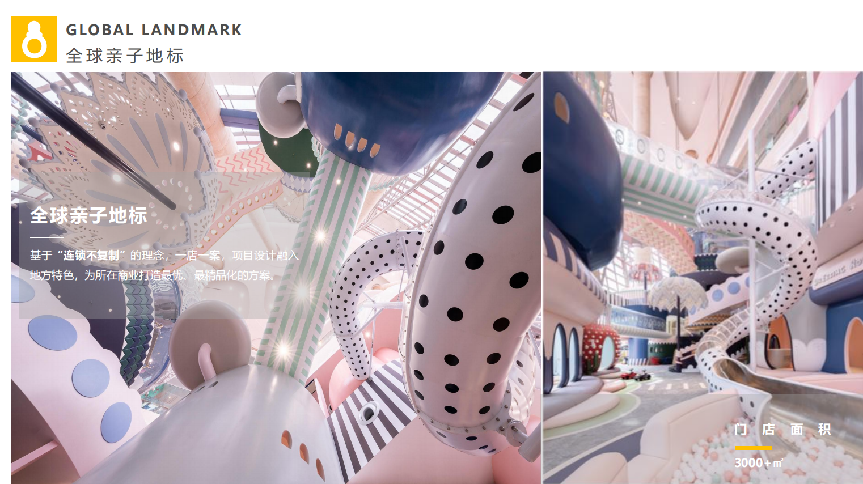 GLOBAL LANDMARK
全球亲子地标
全球亲子地标
基于“连锁不复制”的理念，一店一案，项目设计融入
地方特色，为所在商业打造最优、最精品化的方案。
门店面积
3000+㎡